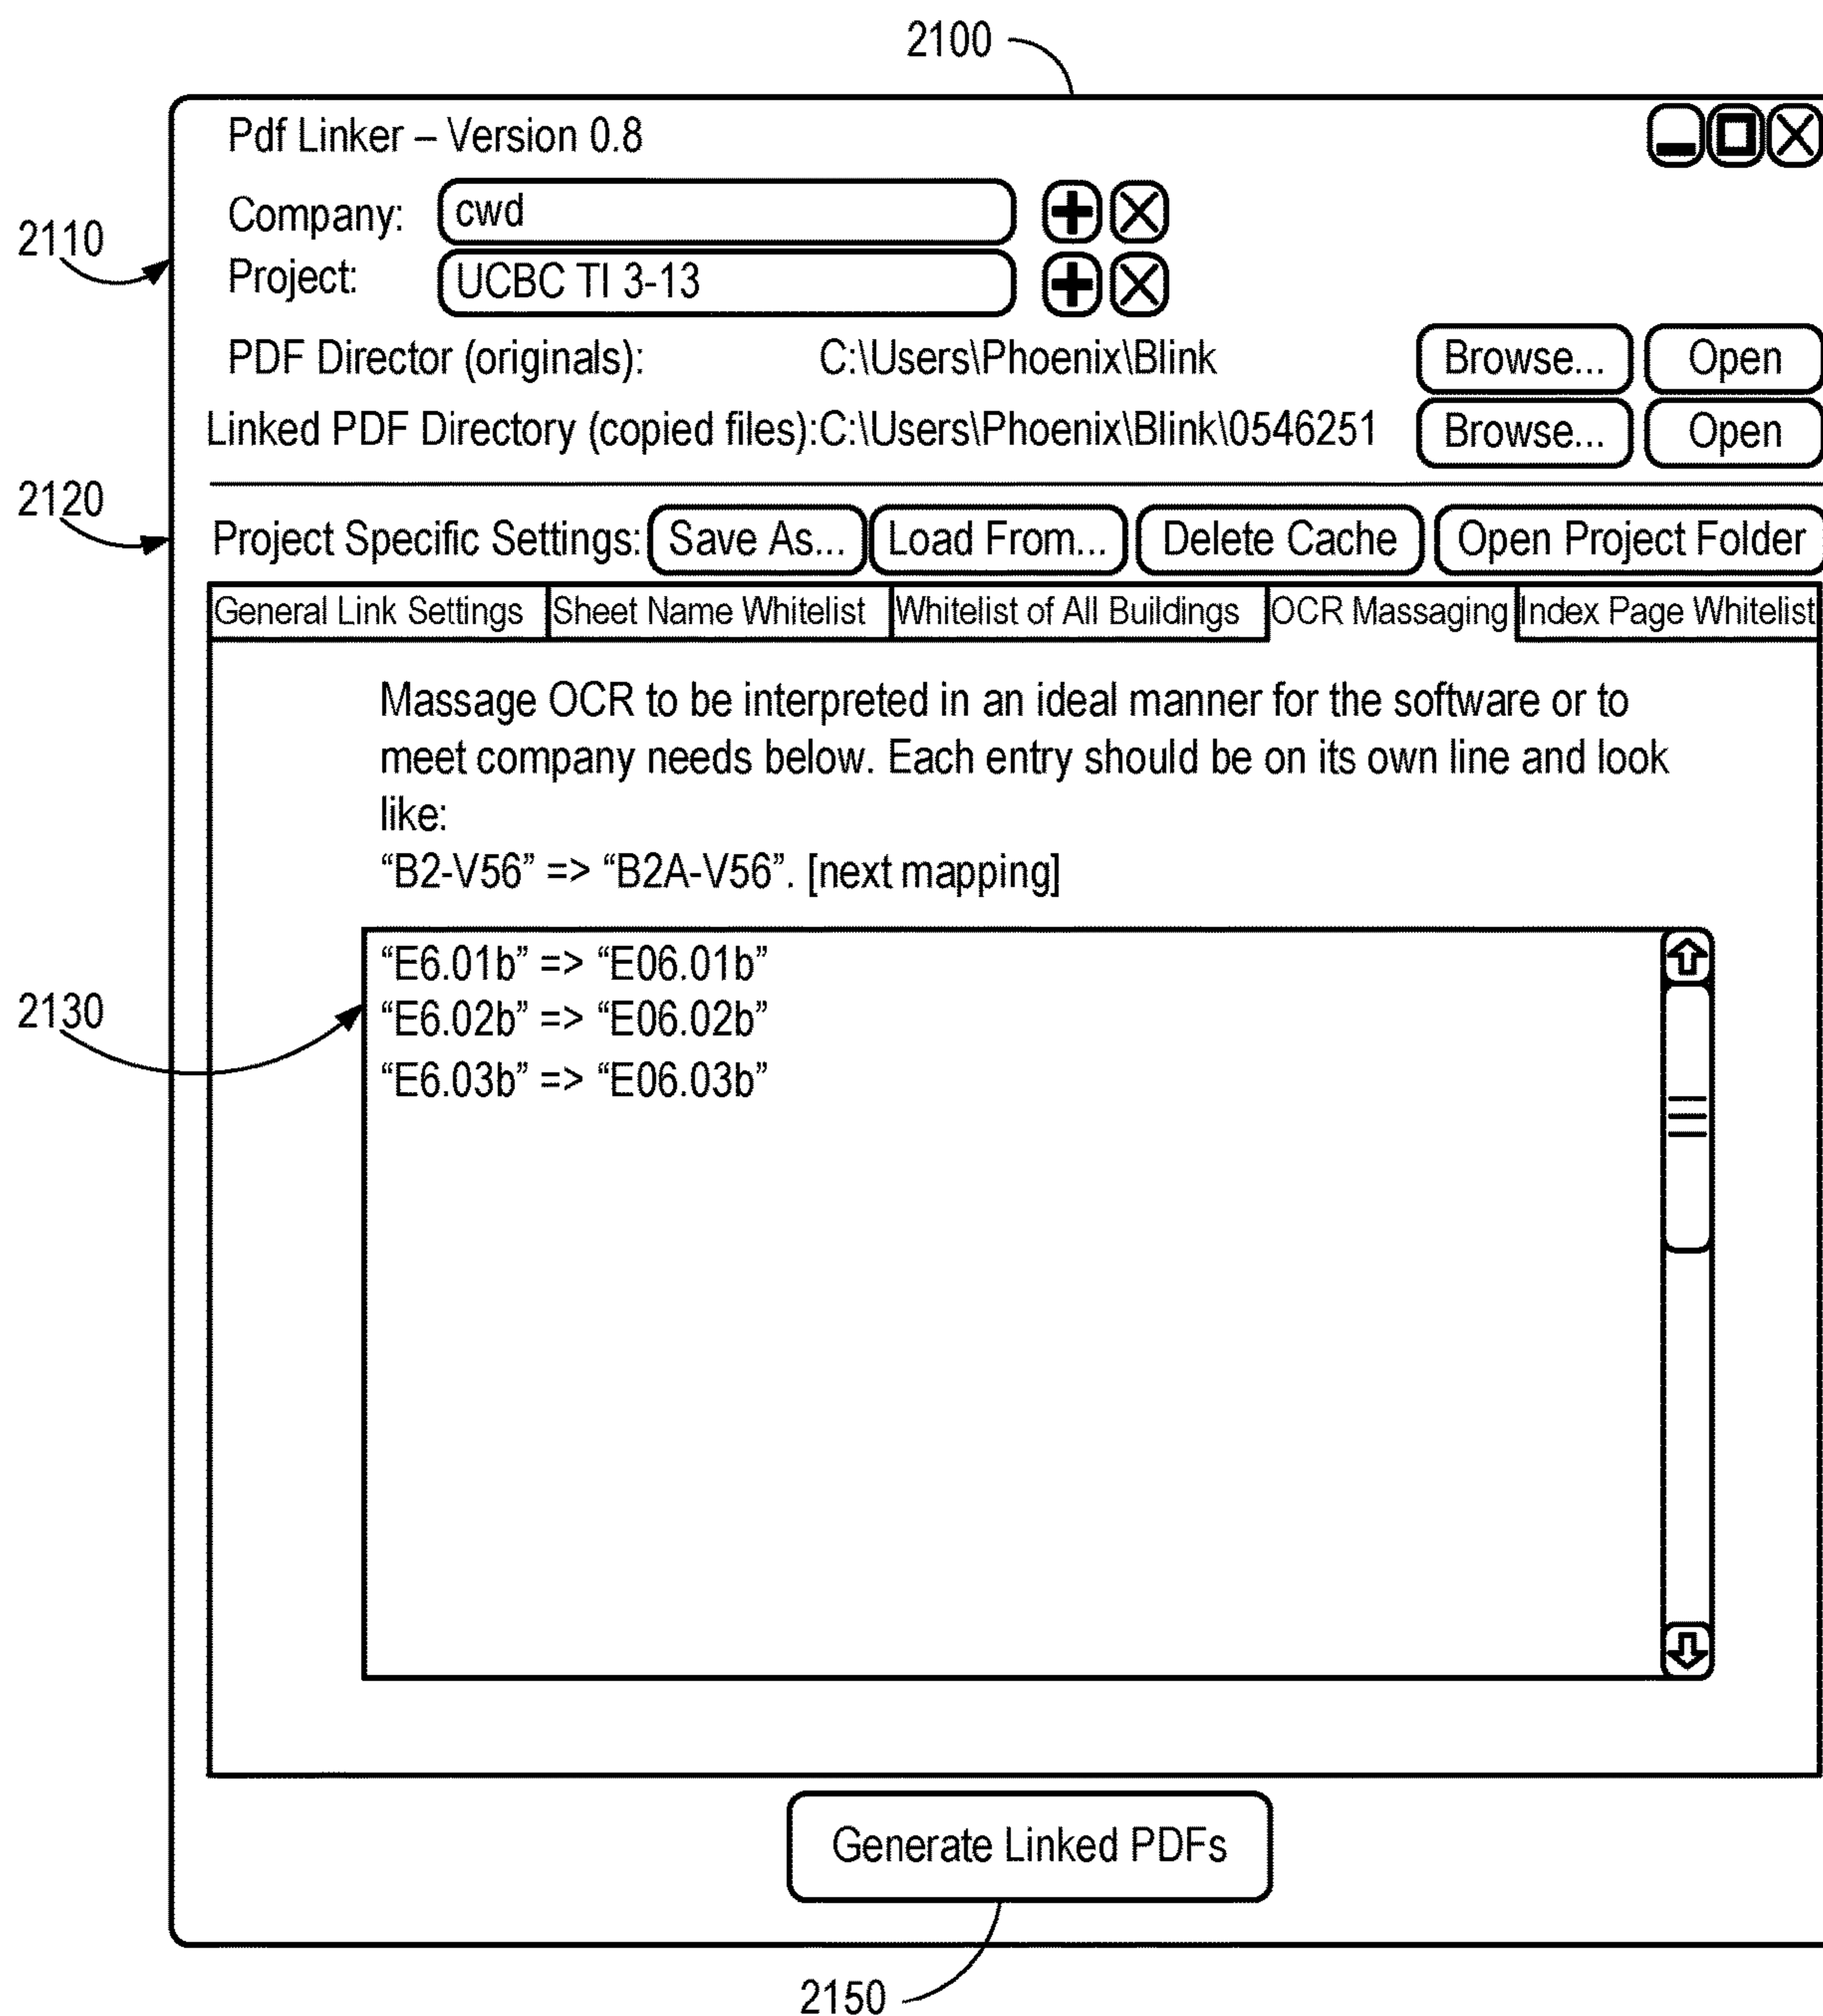 2100
Pdf Linker – Version 0.8
Company: cwd
2110
Project: UCBC TI 3-13
PDF Director (originals): C:\Users\Phoenix\Blink Browse... Open
Linked PDF Directory (copied files):C:\Users\Phoenix\Blink\0546251 Browse... Open
2120
Project Specific Settings: Save As... Load From... Delete Cache Open Project Folder
General Link Settings Sheet Name Whitelist Whitelist of All Buildings OCR Massaging Index Page Whitelist
Massage OCR to be interpreted in an ideal manner for the software or to
meet company needs below. Each entry should be on its own line and look
like:
“B2-V56” => “B2A-V56”. [next mapping]
“E6.01b” => “E06.01b”
2130
“E6.02b” => “E06.02b”
“E6.03b” => “E06.03b”
Generate Linked PDFs
2150